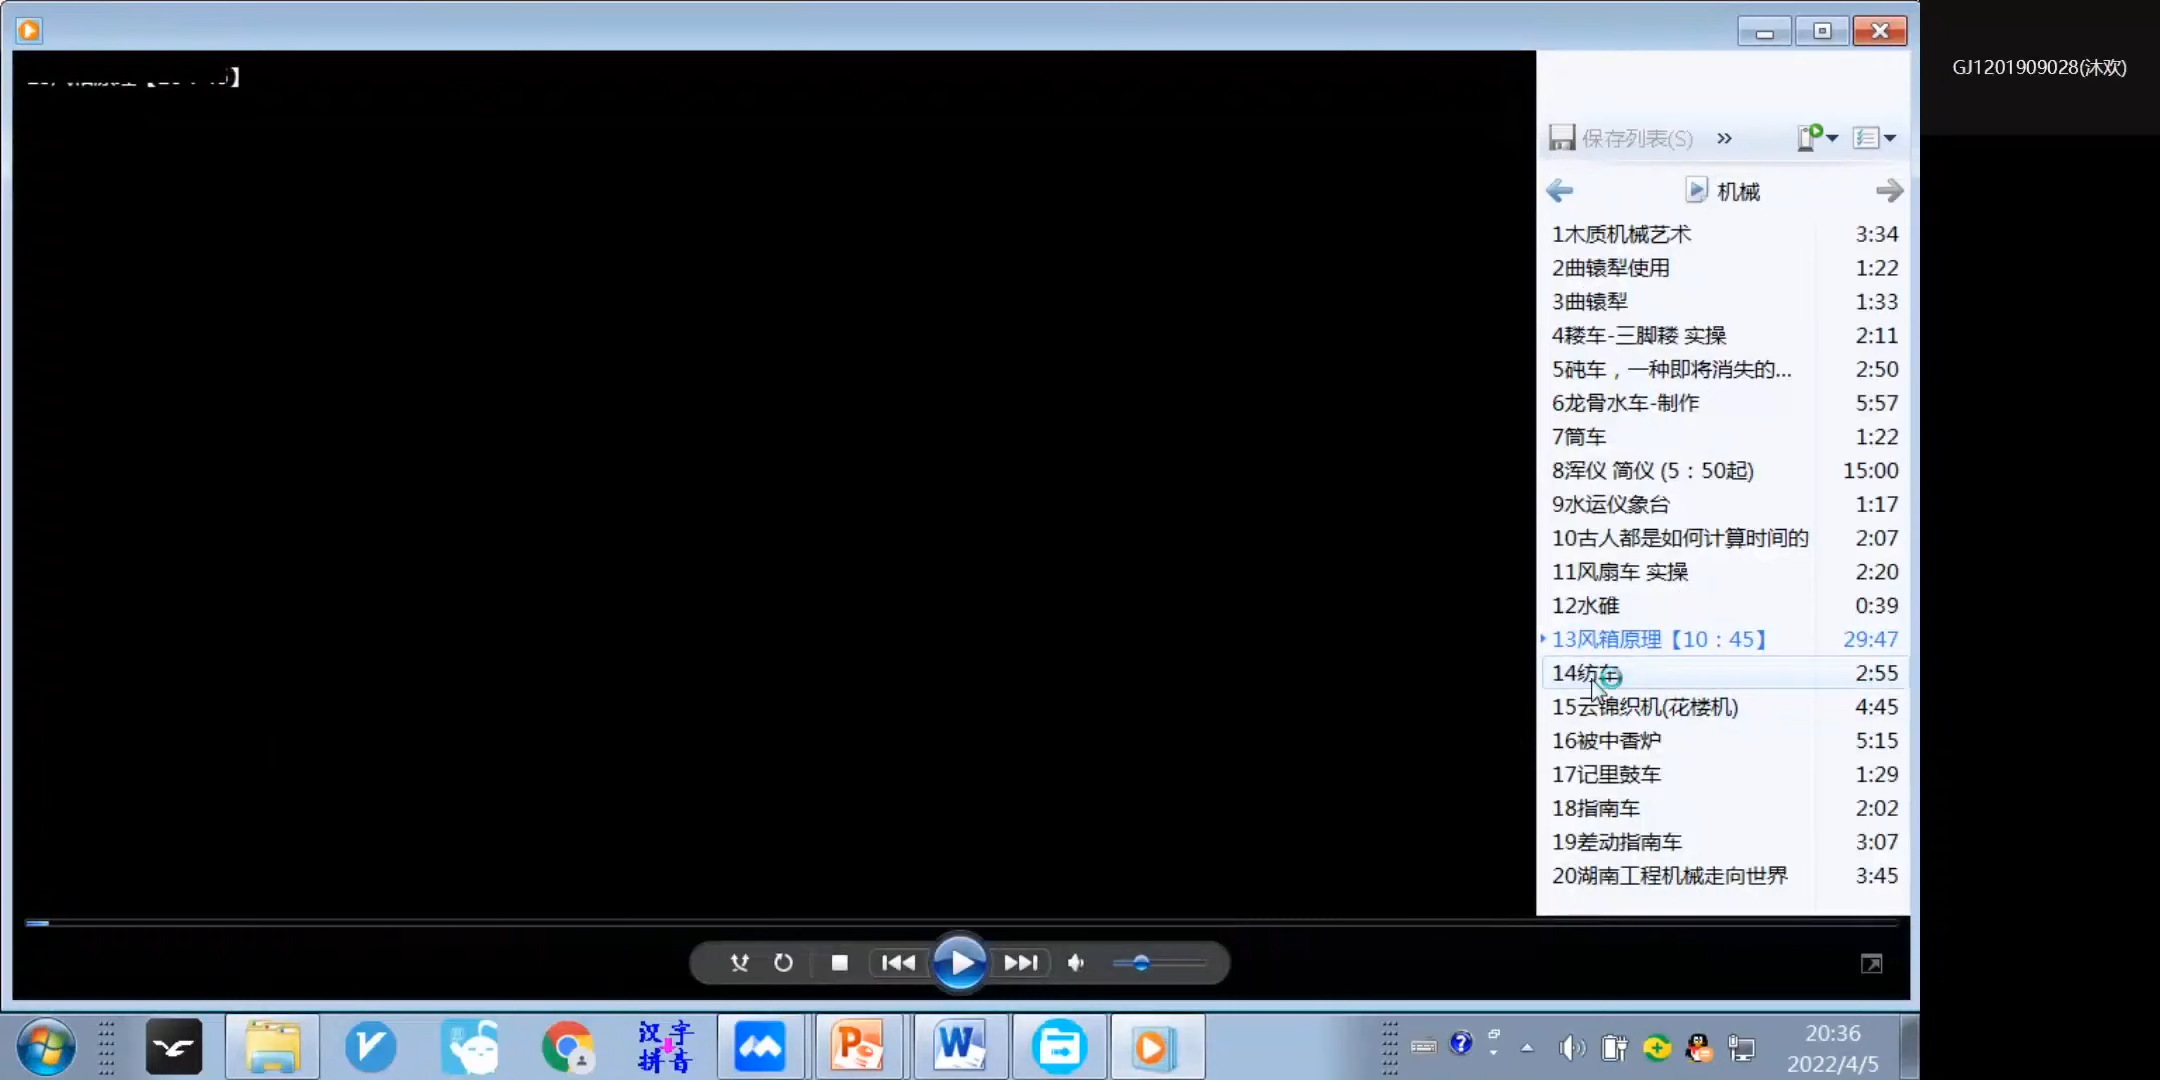 GJ1201909028(沐欢)
保存列表(S) »
机械
1木质机械艺术 3:34
2曲辕犁使用 1:22
3曲辕犁 1:33
4耧车-三脚耧 实操 2:11
5砘车，一种即将消失的... 2:50
6龙骨水车-制作 5:57
7筒车 1:22
8浑仪 简仪 (5：50起) 15:00
9水运仪象台 1:17
10古人都是如何计算时间的 2:07
11风扇车 实操 2:20
12水碓 0:39
13风箱原理【10：45】 29:47
14纺车 2:55
15云锦织机(花楼机) 4:45
16被中香炉 5:15
17记里鼓车 1:29
18指南车 2:02
19差动指南车 3:07
20湖南工程机械走向世界 3:45
汉字
拼音
20:36
2022/4/5